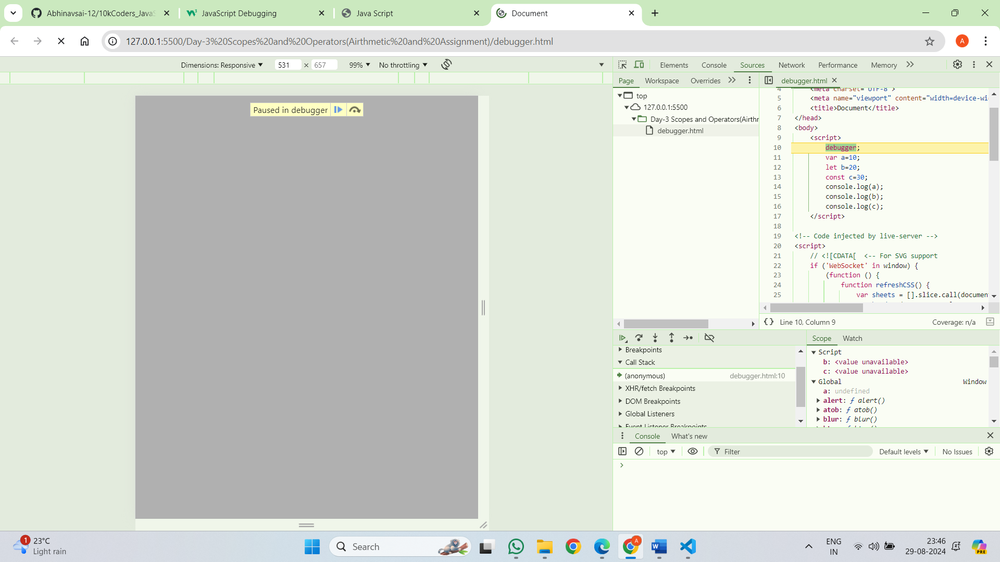 Abhinavsai-12/10kCoders_JavaS
JavaScript Debugging
Java Script
Document
127.0.0.1:5500/Day-3%20Scopes%20and%20Operators(Airthmetic%20and%20Assignment)/debugger.html
A
Dimensions: Responsive
531 × 657
99%
No throttling
Elements
Console
Sources
Network
Performance
Memory
Page
Workspace
Overrides
debugger.html
top
127.0.0.1:5500
Day-3 Scopes and Operators(Airthr
debugger.html
Paused in debugger
4 <meta charset="UTF-8">
5 <meta name="viewport" content="width=device-wi
6 <title>Document</title>
7 </head>
8 <body>
9 <script>
10 debugger;
11 var a=10;
12 let b=20;
13 const c=30;
14 console.log(a);
15 console.log(b);
16 console.log(c);
17 </script>
18
19 <!-- Code injected by live-server -->
20 <script>
21 // <![CDATA[  <-- For SVG support
22 if ('WebSocket' in window) {
23 (function () {
24 function refreshCSS() {
25 var sheets = [].slice.call(documen
{} Line 10, Column 9
Coverage: n/a
Breakpoints
Call Stack
(anonymous) debugger.html:10
XHR/fetch Breakpoints
DOM Breakpoints
Global Listeners
Event Listener Breakpoints
Scope
Watch
Script
b: <value unavailable>
c: <value unavailable>
Global Window
a: undefined
alert: ƒ alert()
atob: ƒ atob()
blur: ƒ blur()
Console
What's new
top
Filter
Default levels
No Issues
1
23°C
Light rain
Search
A
ENG
IN
23:46
29-08-2024
PRE